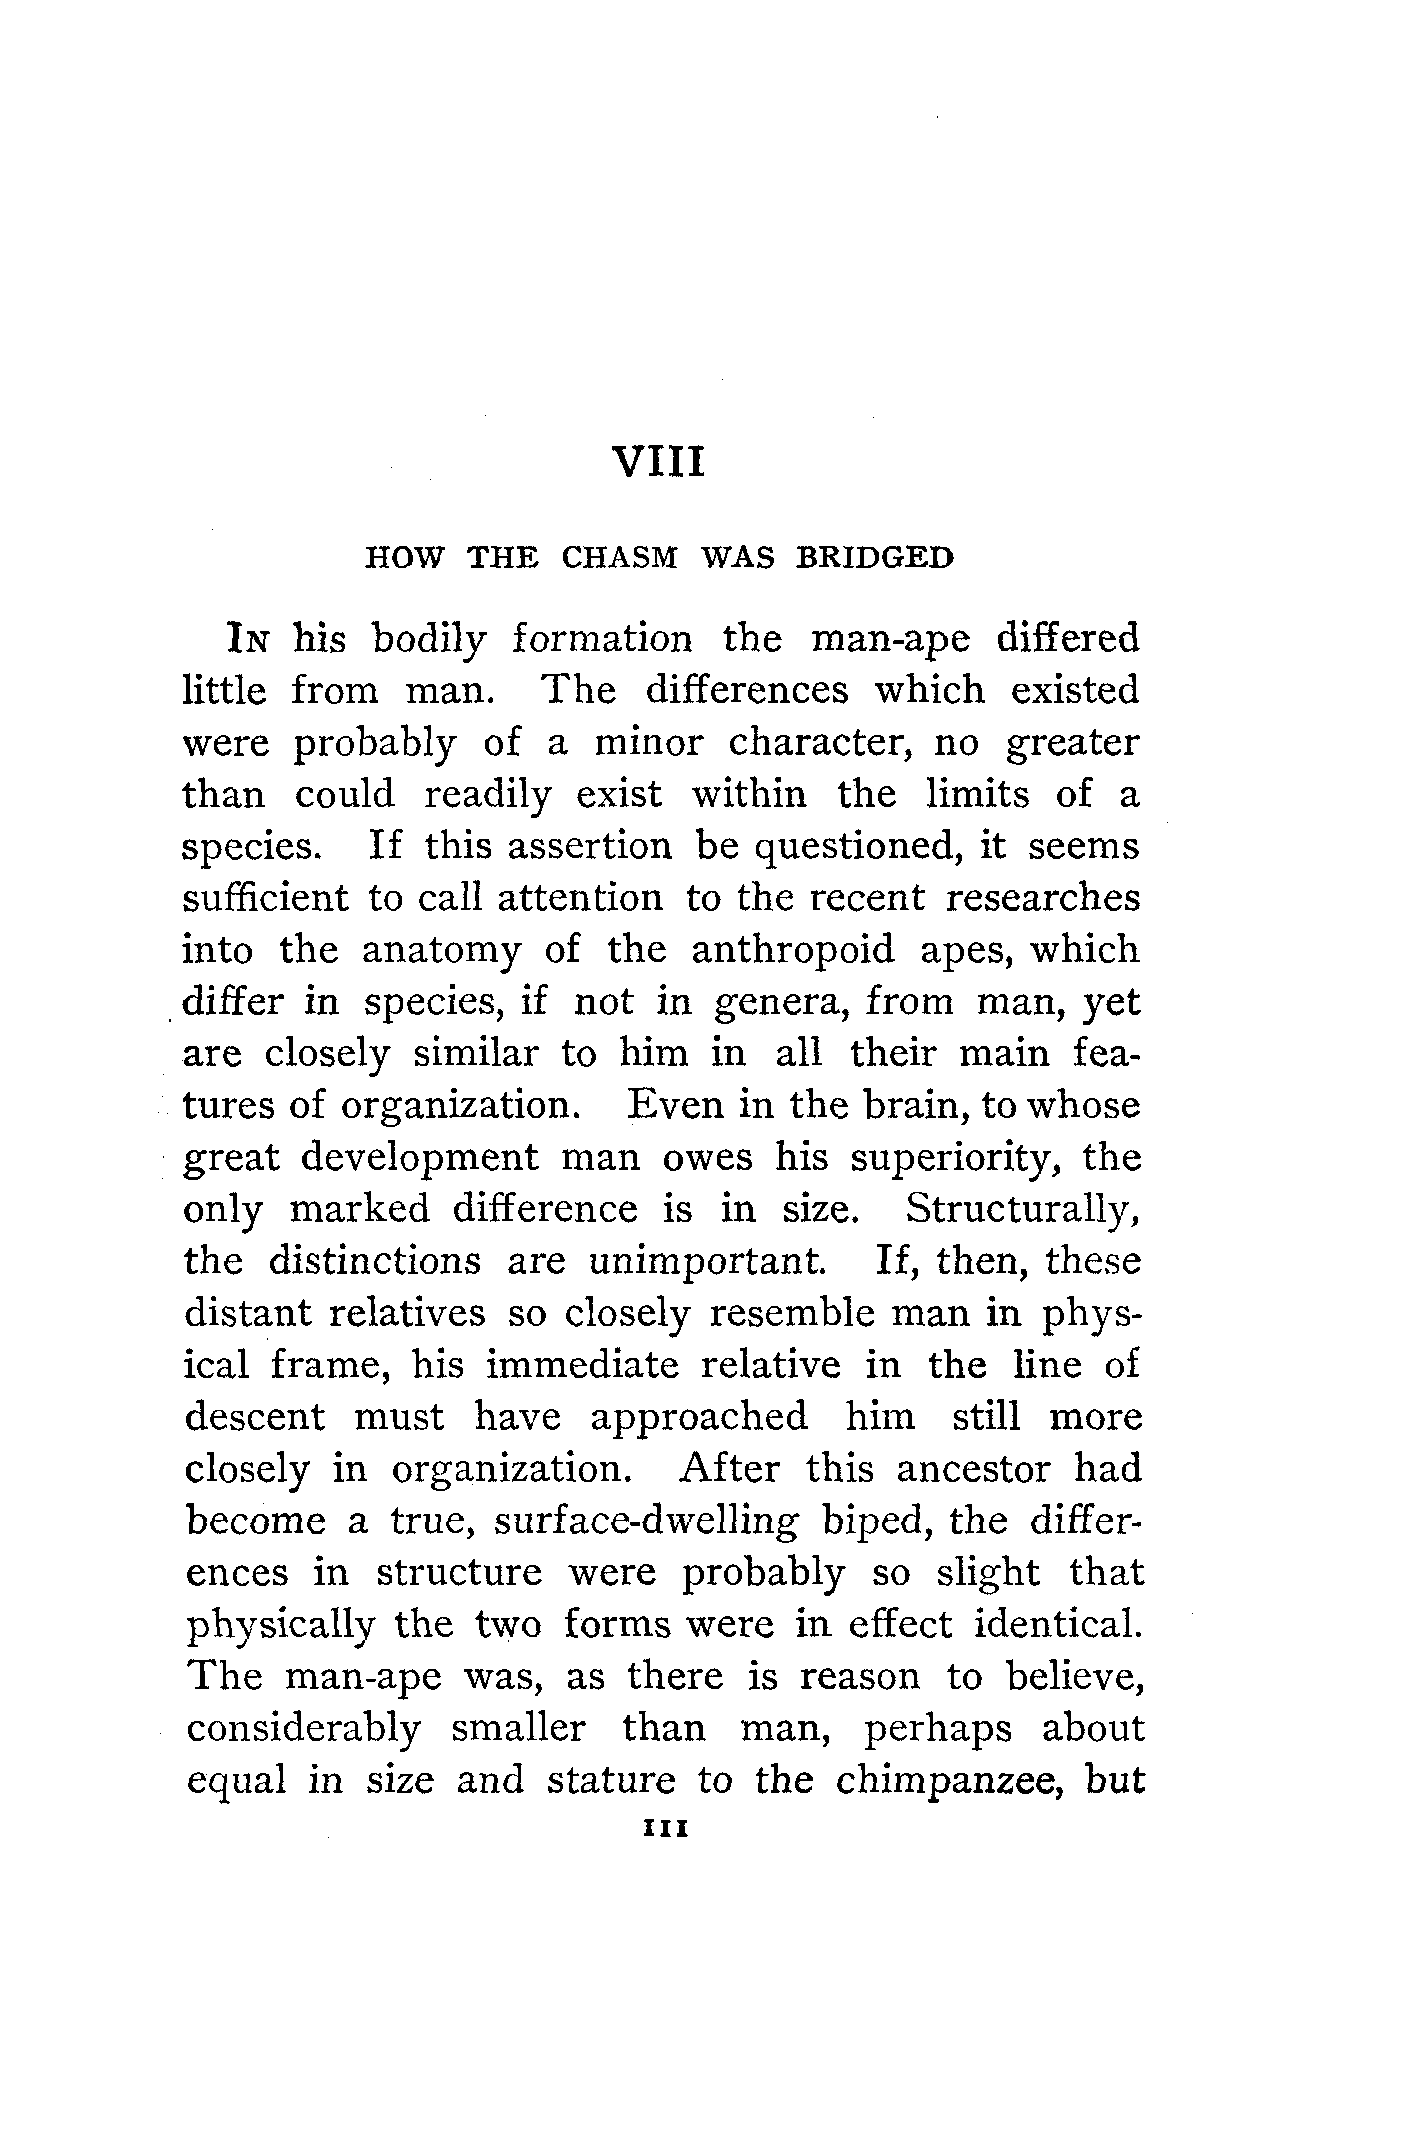 VIII
HOW THE CHASM WAS BRIDGED
IN his bodily formation the man-ape differed
little from man. The differences which existed
were probably of a minor character, no greater
than could readily exist within the limits of a
species. If this assertion be questioned, it seems
sufficient to call attention to the recent researches
into the anatomy of the anthropoid apes, which
differ in species, if not in genera, from man, yet
are closely similar to him in all their main fea-
tures of organization. Even in the brain, to whose
great development man owes his superiority, the
only marked difference is in size. Structurally,
the distinctions are unimportant. If, then, these
distant relatives so closely resemble man in phys-
ical frame, his immediate relative in the line of
descent must have approached him still more
closely in organization. After this ancestor had
become a true, surface-dwelling biped, the differ-
ences in structure were probably so slight that
physically the two forms were in effect identical.
The man-ape was, as there is reason to believe,
considerably smaller than man, perhaps about
equal in size and stature to the chimpanzee, but
111